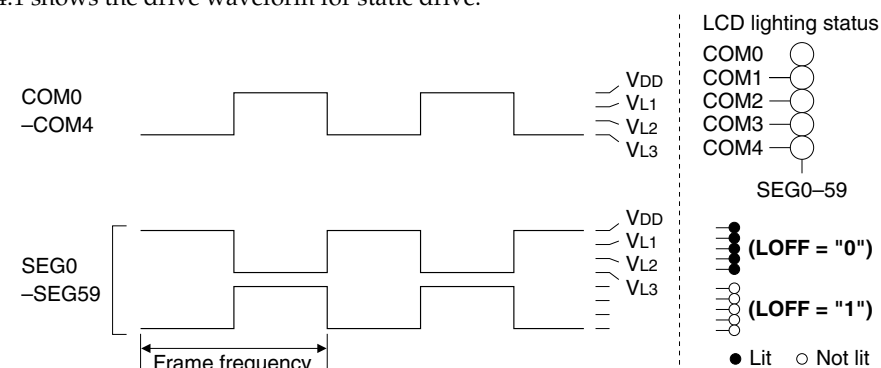 4.1 shows the drive waveform for static drive.
COM0
–COM4
VDD
VL1
VL2
VL3
SEG0
–SEG59
VDD
VL1
VL2
VL3
Frame frequency
LCD lighting status
COM0
COM1
COM2
COM3
COM4
SEG0–59
(LOFF = "0")
(LOFF = "1")
Lit
Not lit